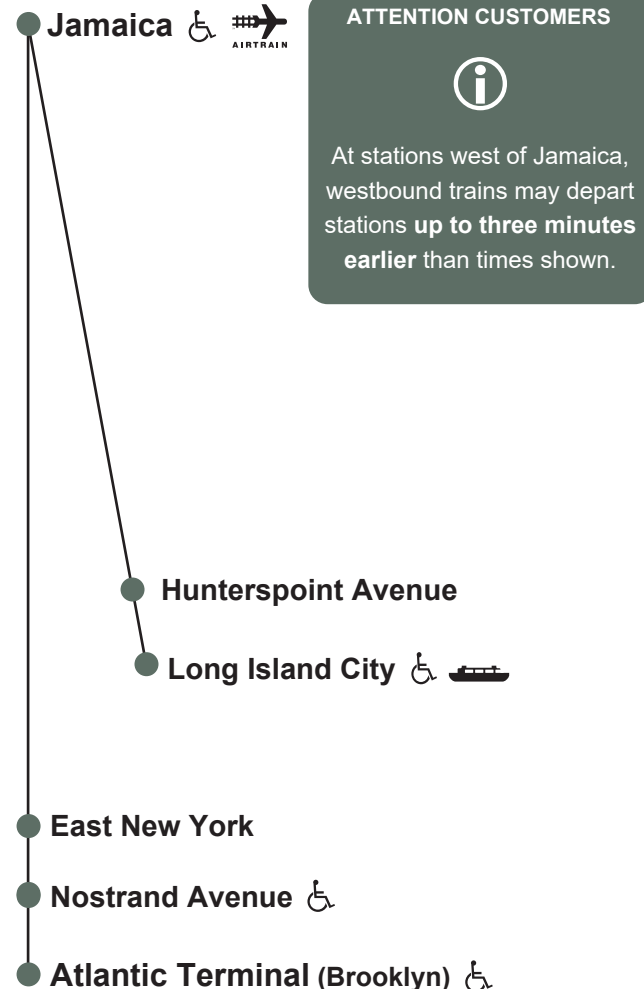 Jamaica
AIRTRAIN
ATTENTION CUSTOMERS
i
At stations west of Jamaica,
westbound trains may depart
stations up to three minutes
earlier than times shown.
Hunterspoint Avenue
Long Island City
East New York
Nostrand Avenue
Atlantic Terminal (Brooklyn)